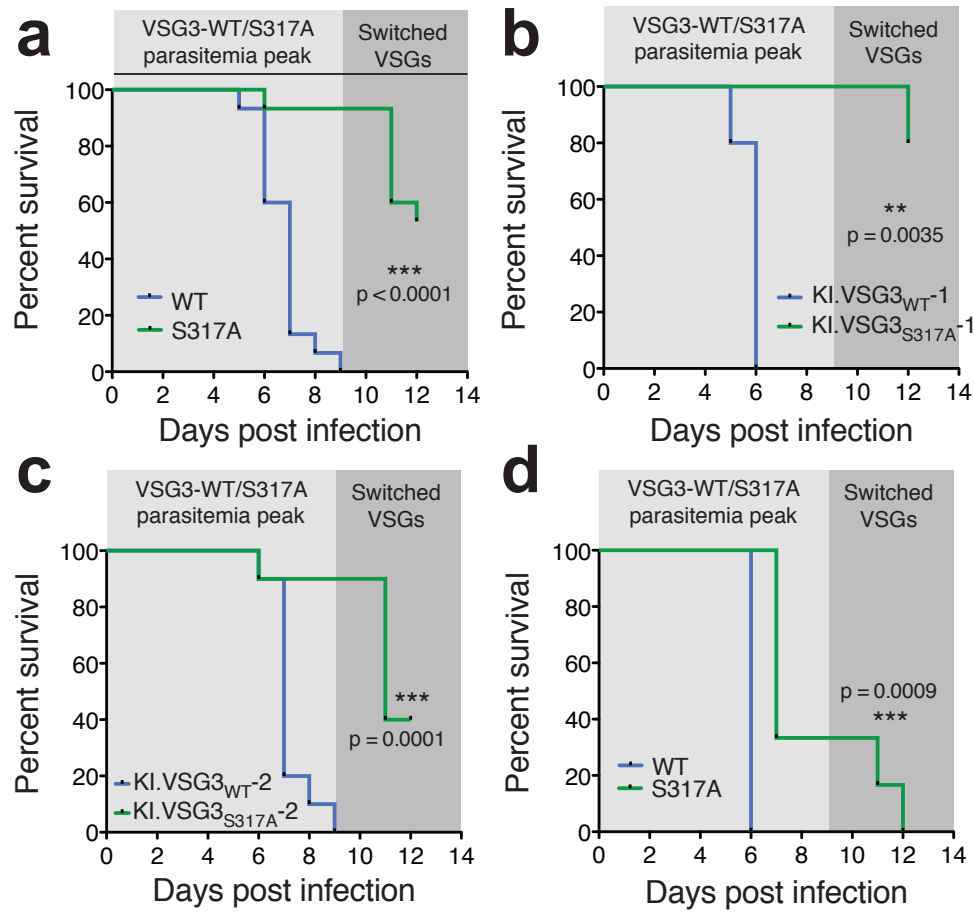 a
VSG3-WT/S317A
parasitemia peak
Switched
VSGs
Percent survival
100
80
60
40
20
0
WT
S317A
***
p < 0.0001
0 2 4 6 8 10 12 14
Days post infection
b
VSG3-WT/S317A
parasitemia peak
Switched
VSGs
Percent survival
100
80
60
40
20
0
**
p = 0.0035
KI.VSG3WT-1
KI.VSG3S317A-1
0 2 4 6 8 10 12 14
Days post infection
c
VSG3-WT/S317A
parasitemia peak
Switched
VSGs
Percent survival
100
80
60
40
20
0
***
p = 0.0001
KI.VSG3WT-2
KI.VSG3S317A-2
0 2 4 6 8 10 12 14
Days post infection
d
VSG3-WT/S317A
parasitemia peak
Switched
VSGs
Percent survival
100
80
60
40
20
0
p = 0.0009
***
WT
S317A
0 2 4 6 8 10 12 14
Days post infection